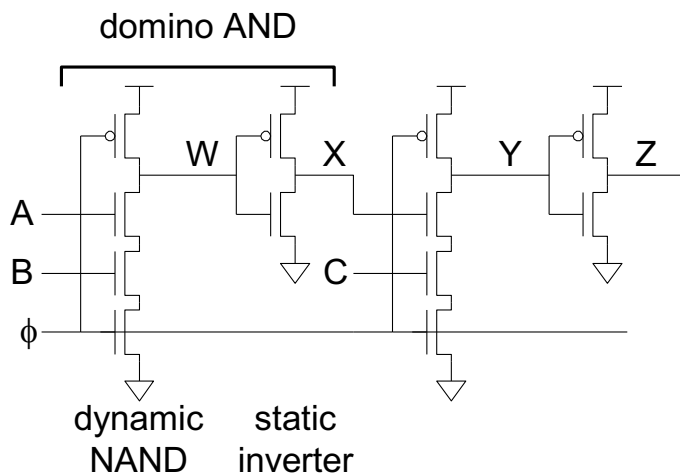 domino AND
W
X
Y
Z
A
B
C
ϕ
dynamic
NAND
static
inverter